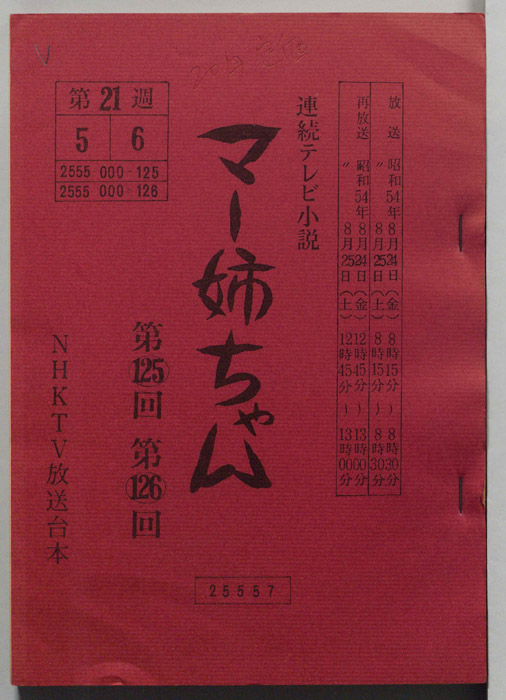 放送 昭和54年8月24日（金）8時15分〜8時30分
〃 8月25日（土）8時15分〜8時30分
再放送 昭和54年8月24日（金）12時45分〜13時00分
〃 8月25日（土）12時45分〜13時00分
連続テレビ小説
マー姉ちゃん
第125回 第126回
第21週
5 6
2555 000-125
2555 000-126
NHKTV放送台本
25557